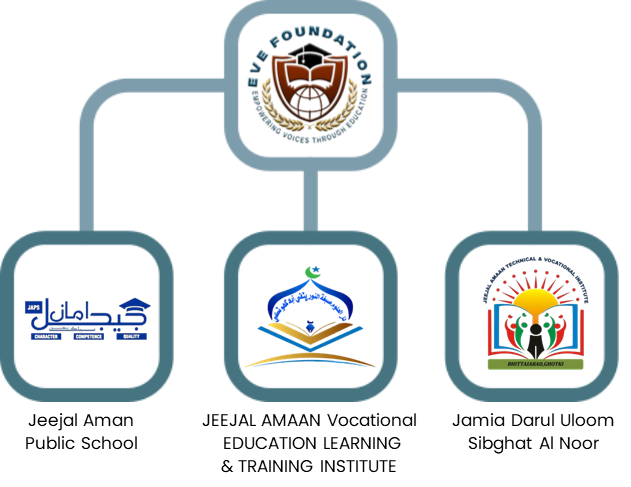 EVE FOUNDATION
EMPOWERING VOICES THROUGH EDUCATION
JAPS
جيجل امان
CHARACTER COMPETENCE QUALITY
JEEJAL AMAAN TECHNICAL & VOCATIONAL INSTITUTE
BHITTAIABAD, GHOTKI
Jeejal Aman
Public School
JEEJAL AMAAN Vocational
EDUCATION LEARNING
& TRAINING INSTITUTE
Jamia Darul Uloom
Sibghat Al Noor